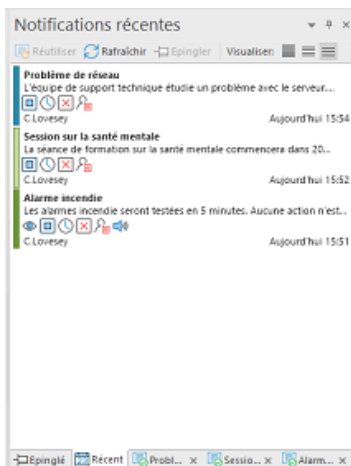 Notifications récentes
Réutiliser Rafraîchir Epingler Visualiser:
Problème de réseau
L'équipe de support technique étudie un problème avec le serveur....
C.Lovesey Aujourd'hui 15:54
Session sur la santé mentale
La séance de formation sur la santé mentale commencera dans 20...
C.Lovesey Aujourd'hui 15:52
Alarme incendie
Les alarmes incendie seront testées en 5 minutes. Aucune action n'est...
C.Lovesey Aujourd'hui 15:51
Epinglé Récent Probl... x Sessio... x Alarm... x